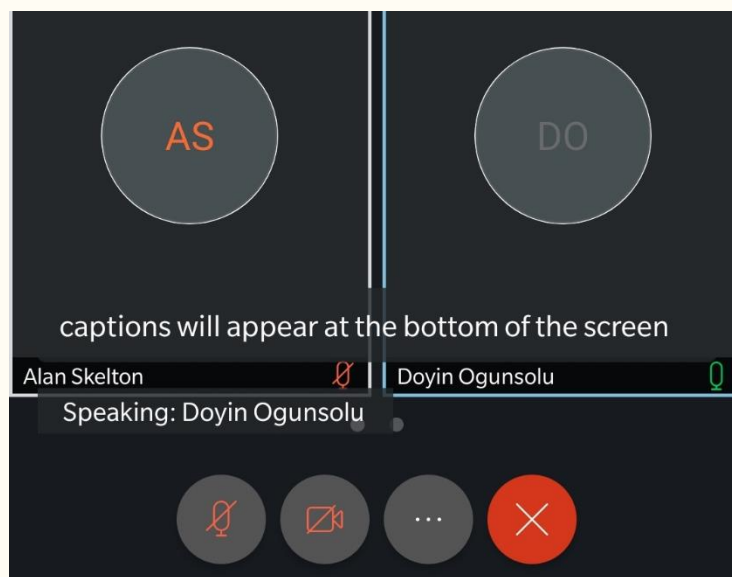 AS
DO
captions will appear at the bottom of the screen
Alan Skelton
Doyin Ogunsolu
Speaking: Doyin Ogunsolu